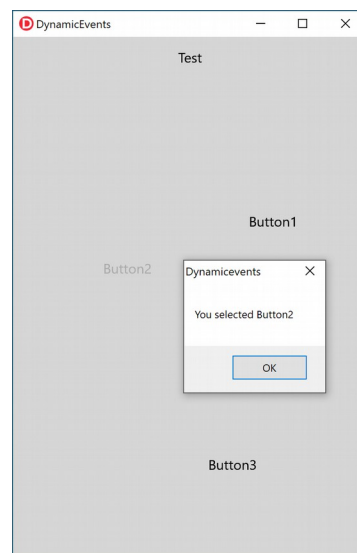 DynamicEvents
Test
Button1
Button2
Dynamicevents
You selected Button2
OK
Button3